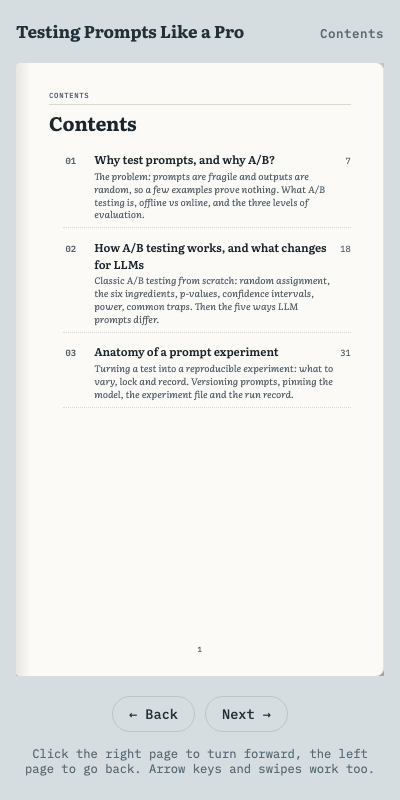 Testing Prompts Like a Pro
Contents
CONTENTS
Contents
01 Why test prompts, and why A/B? 7
The problem: prompts are fragile and outputs are
random, so a few examples prove nothing. What A/B
testing is, offline vs online, and the three levels of
evaluation.
02 How A/B testing works, and what changes 18
for LLMs
Classic A/B testing from scratch: random assignment,
the six ingredients, p-values, confidence intervals,
power, common traps. Then the five ways LLM
prompts differ.
03 Anatomy of a prompt experiment 31
Turning a test into a reproducible experiment: what to
vary, lock and record. Versioning prompts, pinning the
model, the experiment file and the run record.
1
← Back
Next →
Click the right page to turn forward, the left
page to go back. Arrow keys and swipes work too.